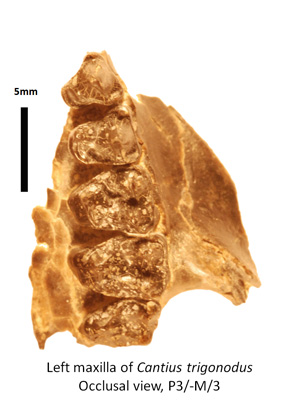 5mm
Left maxilla of Cantius trigonodus
Occlusal view, P3/-M/3